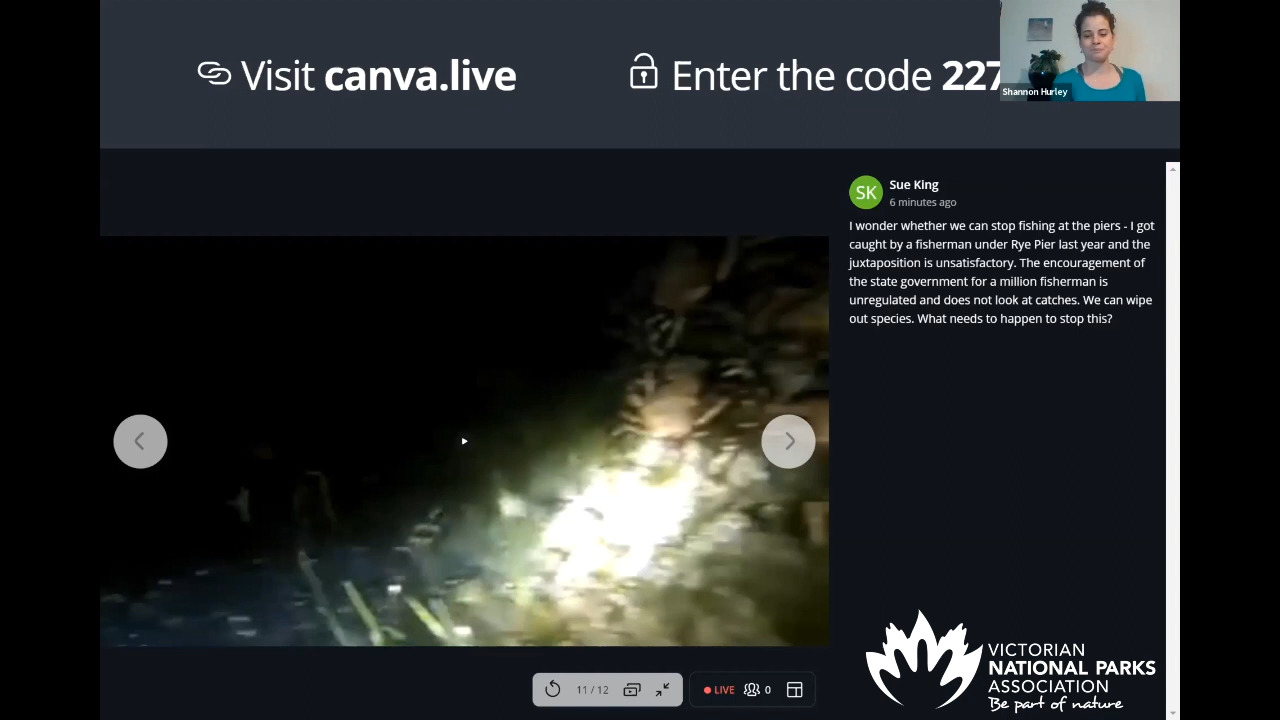 Visit canva.live
Enter the code 227
Shannon Hurley
SK
Sue King
6 minutes ago
I wonder whether we can stop fishing at the piers - I got
caught by a fisherman under Rye Pier last year and the
juxtaposition is unsatisfactory. The encouragement of
the state government for a million fisherman is
unregulated and does not look at catches. We can wipe
out species. What needs to happen to stop this?
11 / 12
LIVE
0
VICTORIAN
NATIONAL PARKS
ASSOCIATION
Be part of nature